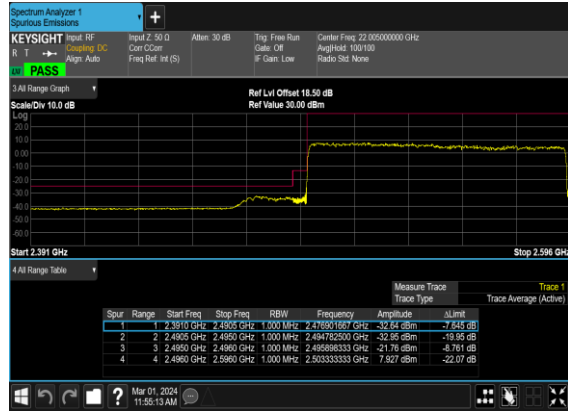 Spectrum Analyzer 1
Spurious Emissions
KEYSIGHT Input: RF Input Z: 50 Ω Atten: 30 dB Trig: Free Run Center Freq: 22.005000000 GHz
R T Coupling: DC Corr CCorr Gate: Off Avg|Hold: 100/100
Align: Auto Freq Ref: Int (S) IF Gain: Low Radio Std: None
PASS
3 All Range Graph
Ref Lvl Offset 18.50 dB
Scale/Div 10.0 dB Ref Value 30.00 dBm
Log
20.0
10.0
0.00
-10.0
-20.0
-30.0
-40.0
-50.0
-60.0
Start 2.391 GHz Stop 2.596 GHz
4 All Range Table
Measure Trace Trace 1
Trace Type Trace Average (Active)
Spur Range Start Freq Stop Freq RBW Frequency Amplitude ΔLimit
1 1 2.3910 GHz 2.4905 GHz 1.000 MHz 2.476901667 GHz -32.64 dBm -7.645 dB
2 2 2.4905 GHz 2.4950 GHz 1.000 MHz 2.494782500 GHz -32.95 dBm -19.95 dB
3 3 2.4950 GHz 2.4960 GHz 1.000 MHz 2.495898333 GHz -21.76 dBm -8.761 dB
4 4 2.4960 GHz 2.5960 GHz 1.000 MHz 2.503333333 GHz 7.927 dBm -22.07 dB
Mar 01, 2024
11:55:13 AM